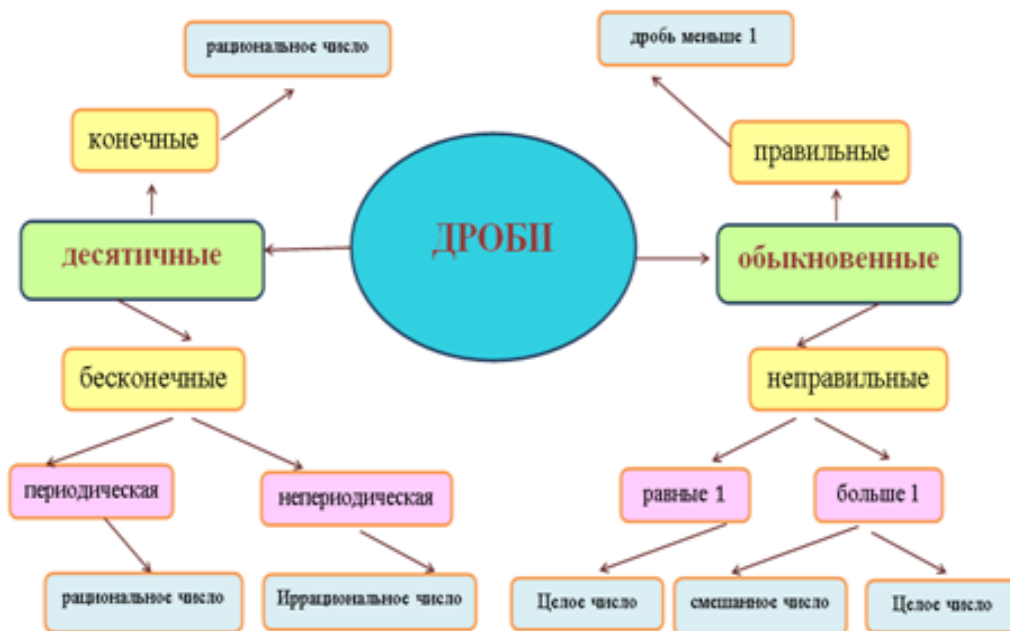 рациональное число
дробь меньше 1
конечные
правильные
ДРОБИ
десятичные
обыкновенные
бесконечные
неправильные
периодическая
непериодическая
равные 1
больше 1
рациональное число
Иррациональное число
Целое число
смешанное число
Целое число